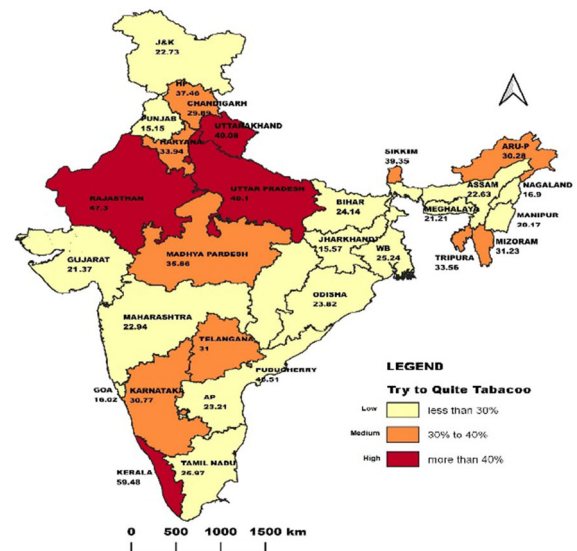 J&K
22.73
HP
37.46
CHANDIGARH
29.89
PUNJAB
15.15
UTTARAKHAND
40.09
HARYANA
33.94
RAJASTHAN
47.3
UTTAR PRADESH
40.1
SIKKIM
39.35
ARU-P
30.28
ASSAM
22.63
NAGALAND
16.9
MEGHALAYA
21.21
MANIPUR
20.17
BIHAR
24.14
JHARKHAND
15.57
WB
25.24
TRIPURA
33.56
MIZORAM
31.23
GUJARAT
21.37
MADHYA PARDESH
ODISHA
23.82
MAHARASHTRA
22.94
TELANGANA
31
PUDUCHERRY
GOA
16.02
KARNATAKA
30.77
AP
23.21
KERALA
59.48
TAMIL NADU
26.97
LEGEND
Try to Quite Tabacoo
Low less than 30%
Medium 30% to 40%
High more than 40%
0 500 1000 1500 km